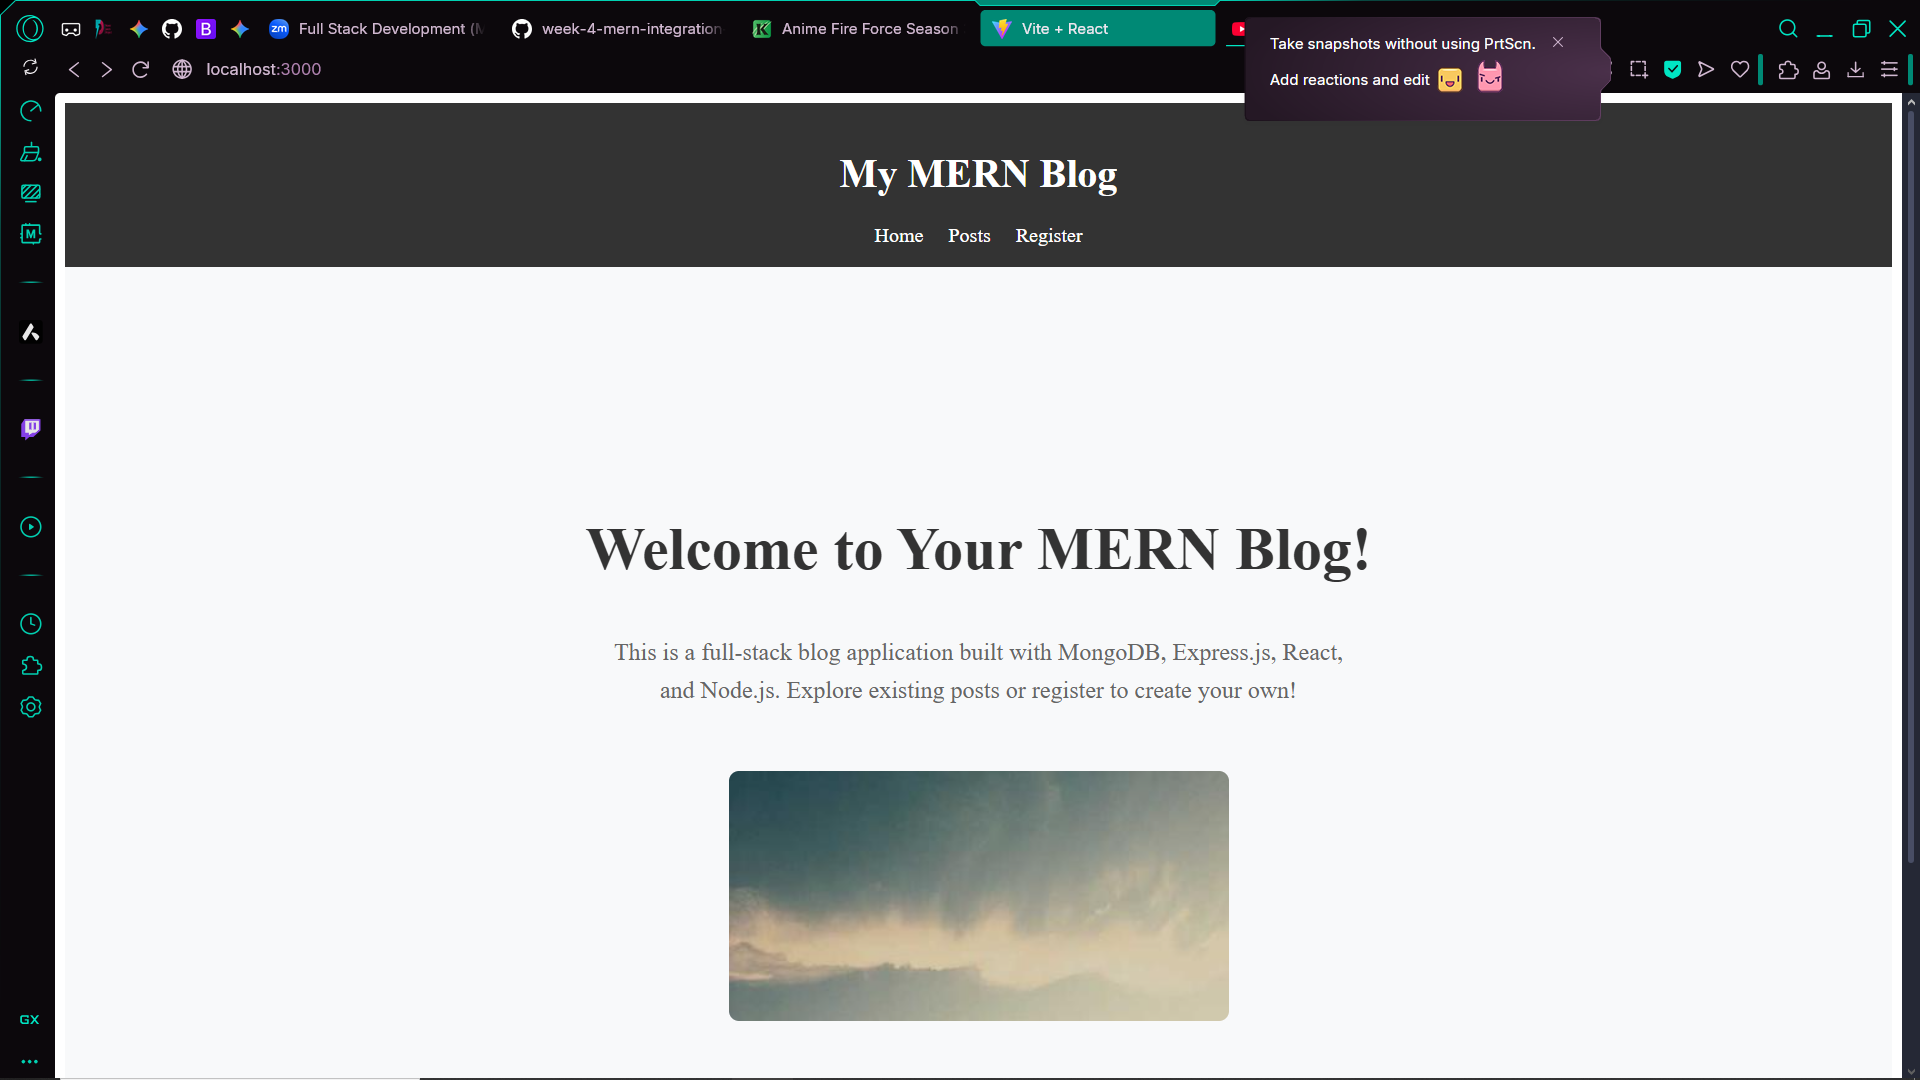 zm Full Stack Development (M
week-4-mern-integration
K Anime Fire Force Season
Vite + React
B
Take snapshots without using PrtScn.
Add reactions and edit
localhost:3000
M
My MERN Blog
Home Posts Register
Welcome to Your MERN Blog!
This is a full-stack blog application built with MongoDB, Express.js, React,
and Node.js. Explore existing posts or register to create your own!
GX